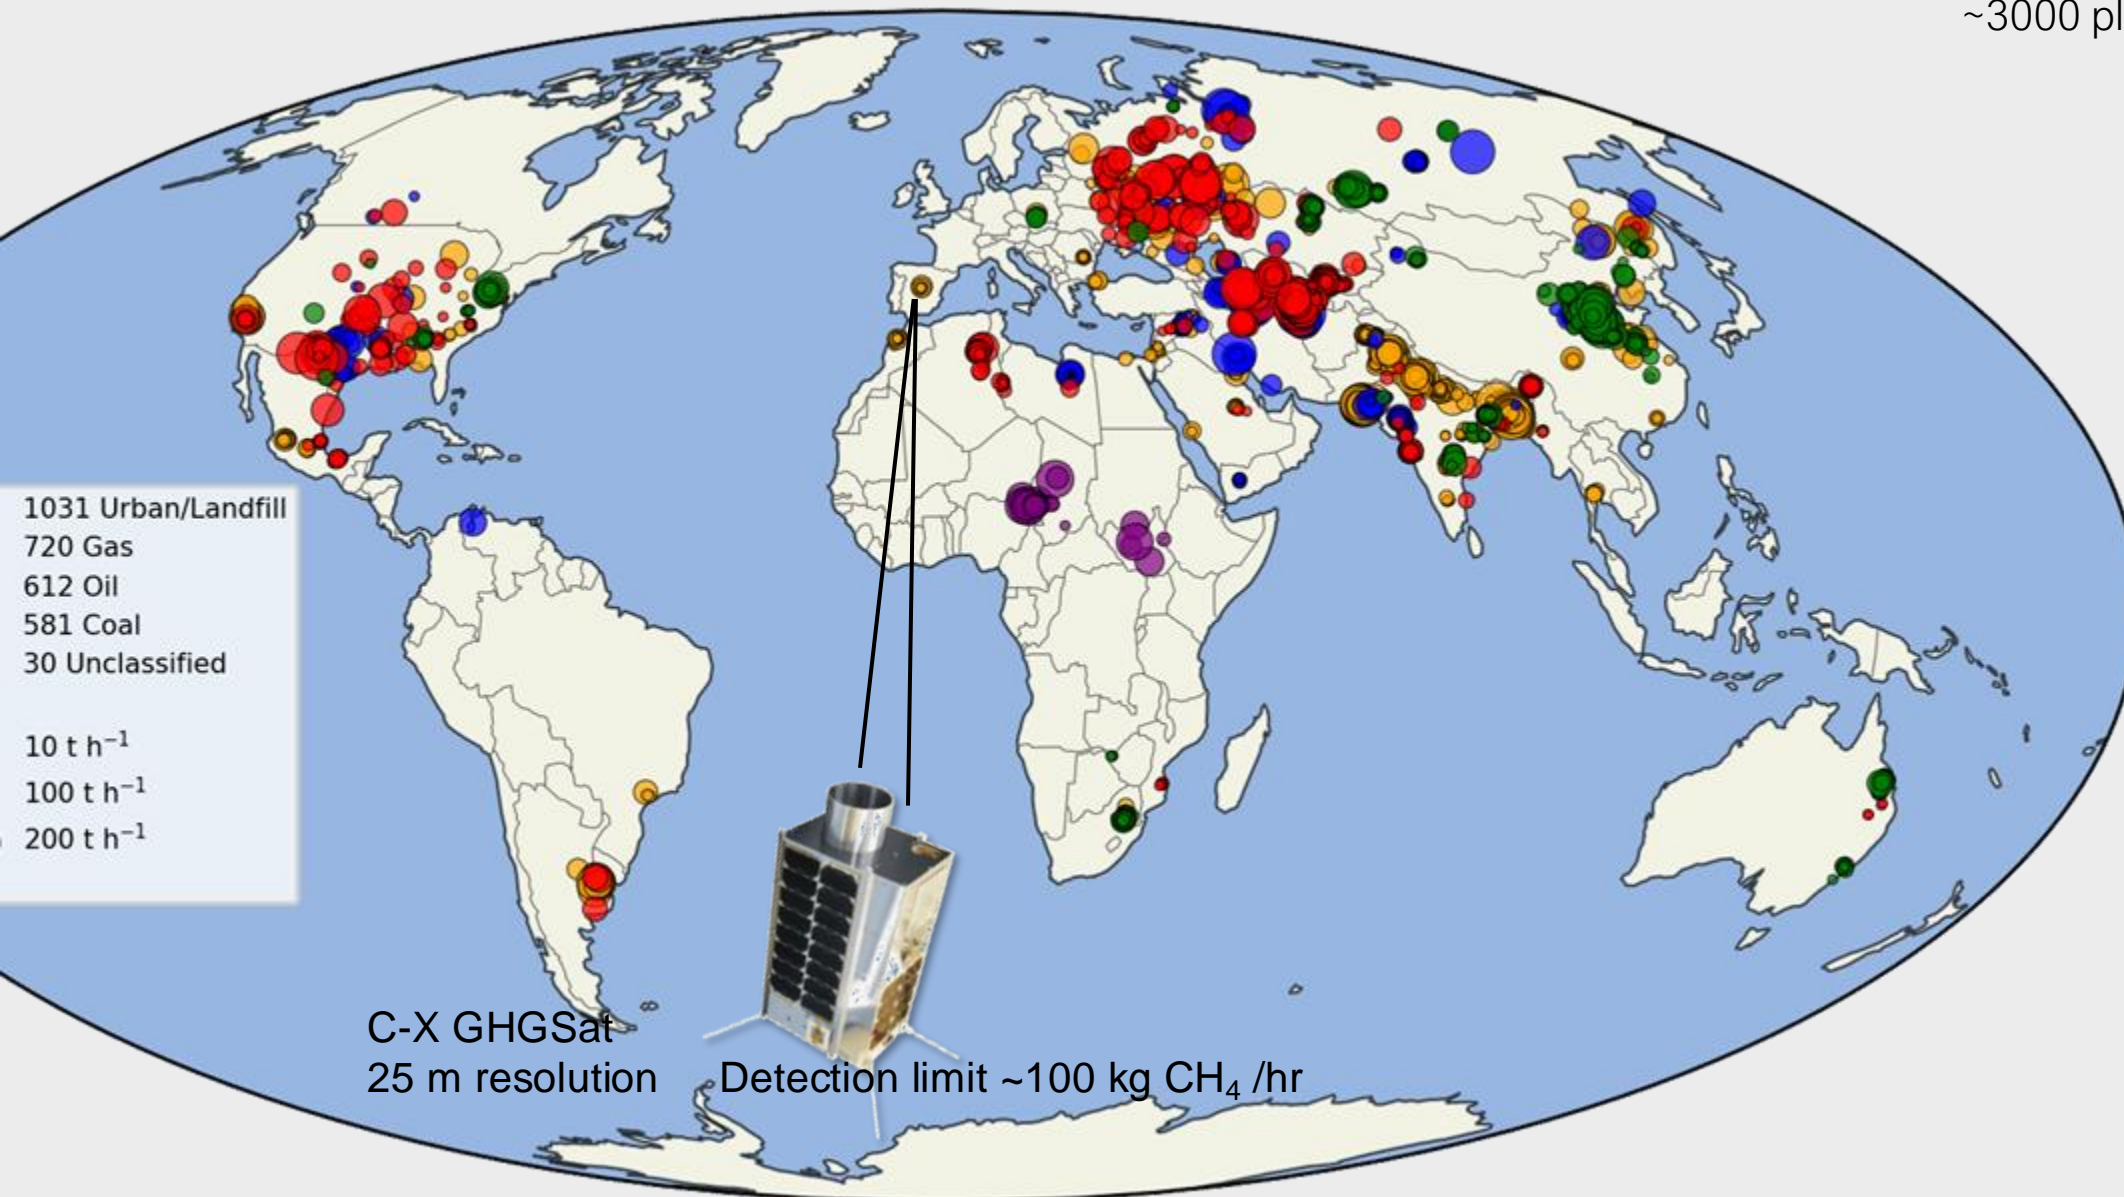 ~3000 pl
1031 Urban/Landfill
720 Gas
612 Oil
581 Coal
30 Unclassified
10 t h⁻¹
100 t h⁻¹
200 t h⁻¹
C-X GHGSat
25 m resolution Detection limit ~100 kg CH₄ /hr